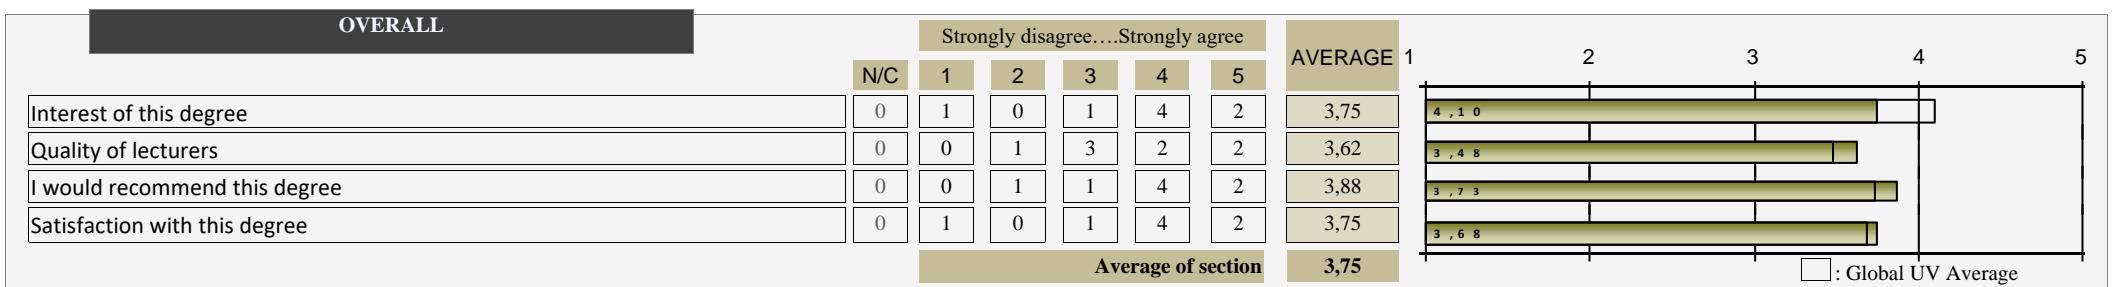 OVERALL
Strongly disagree....Strongly agree
AVERAGE
1 2 3 4 5
N/C 1 2 3 4 5
Interest of this degree 0 1 0 1 4 2 3,75 4,10
Quality of lecturers 0 0 1 3 2 2 3,62 3,48
I would recommend this degree 0 0 1 1 4 2 3,88 3,73
Satisfaction with this degree 0 1 0 1 4 2 3,75 3,68
Average of section 3,75
: Global UV Average